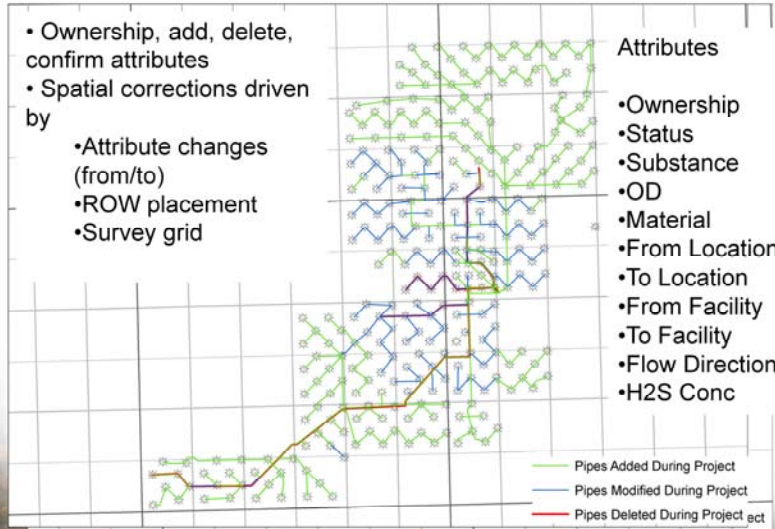 • Ownership, add, delete,
confirm attributes
• Spatial corrections driven
by
•Attribute changes
(from/to)
•ROW placement
•Survey grid
Attributes
•Ownership
•Status
•Substance
•OD
•Material
•From Location
•To Location
•From Facility
•To Facility
•Flow Direction
•H2S Conc
Pipes Added During Project
Pipes Modified During Project
Pipes Deleted During Project ect